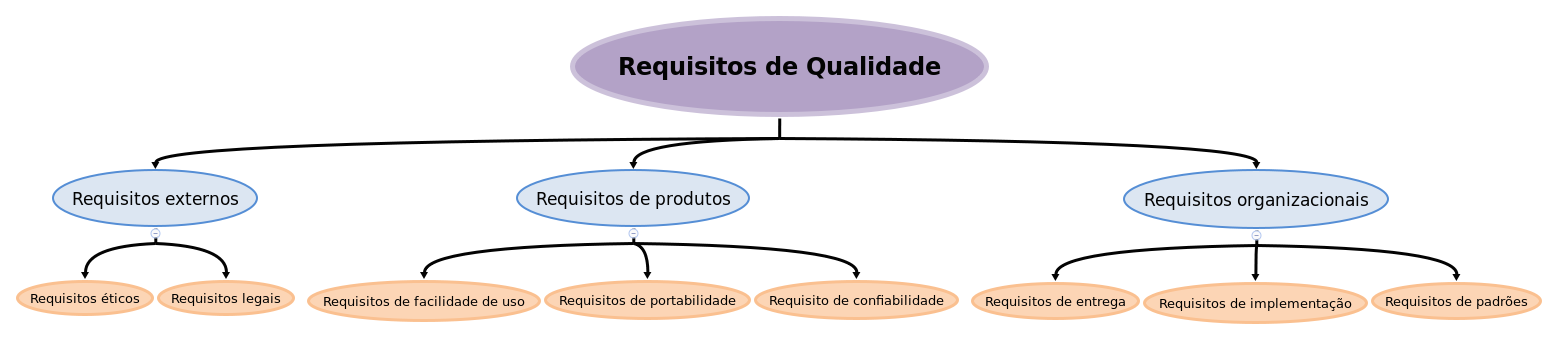 Requisitos de Qualidade
Requisitos externos
Requisitos de produtos
Requisitos organizacionais
Requisitos éticos
Requisitos legais
Requisitos de facilidade de uso
Requisitos de portabilidade
Requisito de confiabilidade
Requisitos de entrega
Requisitos de implementação
Requisitos de padrões